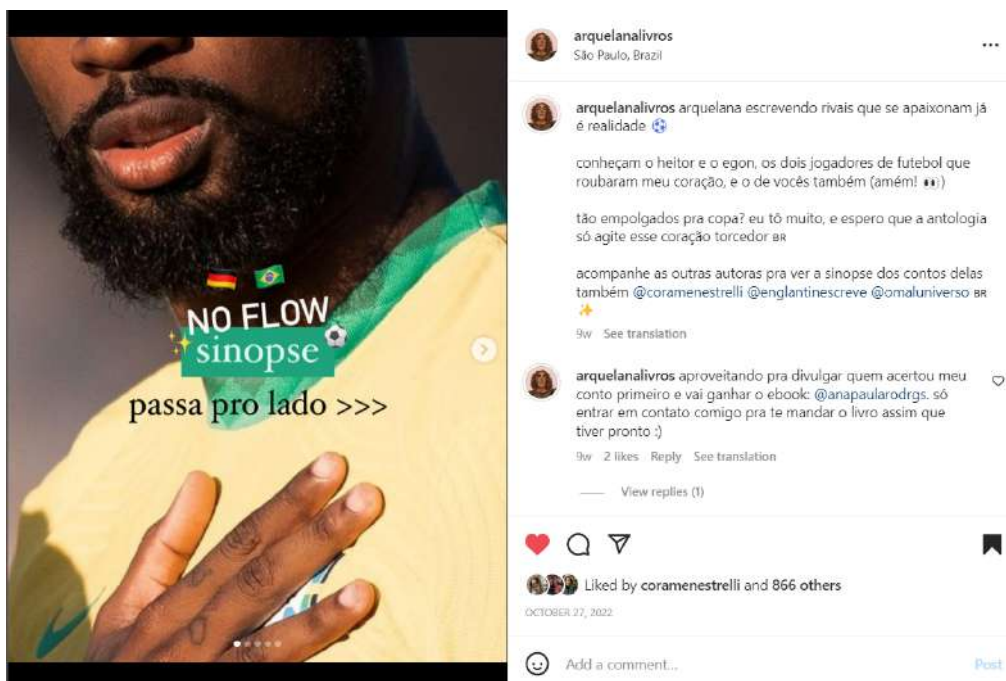 NO FLOW
sinopse
passa pro lado >>>
arquelanalivros
São Paulo, Brazil
arquelanalivros arquelana escrevendo rivais que se apaixonam já
é realidade ⚽
conheçam o heitor e o egon, os dois jogadores de futebol que
roubaram meu coração, e o de vocês também (amém! 👀)
tão empolgados pra copa? eu tô muito, e espero que a antologia
só agite esse coração torcedor BR
acompanhe as outras autoras pra ver a sinopse dos contos delas
também @coramenestrelli @englantinescreve @omaluniverso BR
✨
9w See translation
arquelanalivros aproveitando pra divulgar quem acertou meu
conto primeiro e vai ganhar o ebook: @anapaularodrgs. só
entrar em contato comigo pra te mandar o livro assim que
tiver pronto :)
9w 2 likes Reply See translation
View replies (1)
Liked by coramenestrelli and 866 others
OCTOBER 27, 2022
Add a comment...
Post